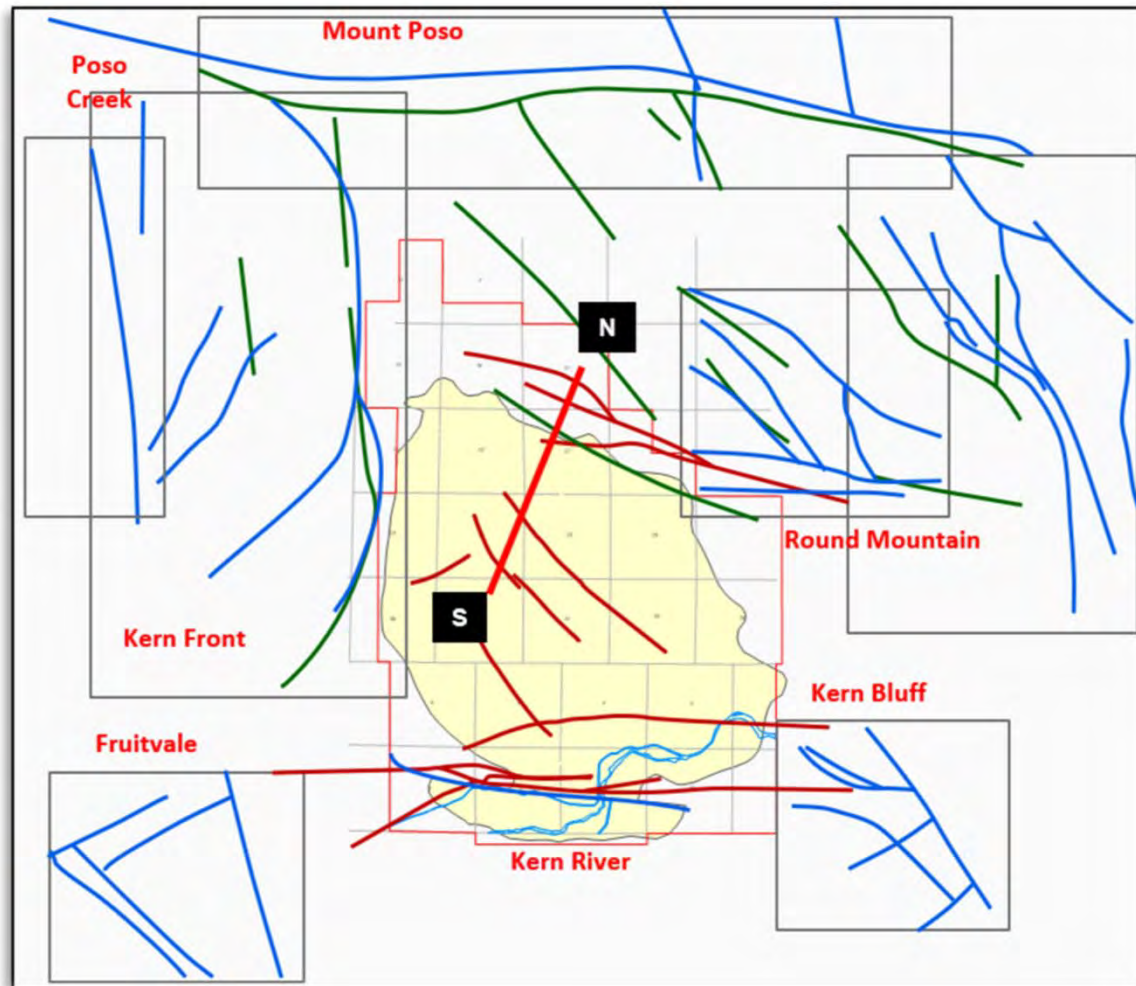 Mount Poso
Poso
Creek
N
Round Mountain
S
Kern Front
Kern Bluff
Fruitvale
Kern River